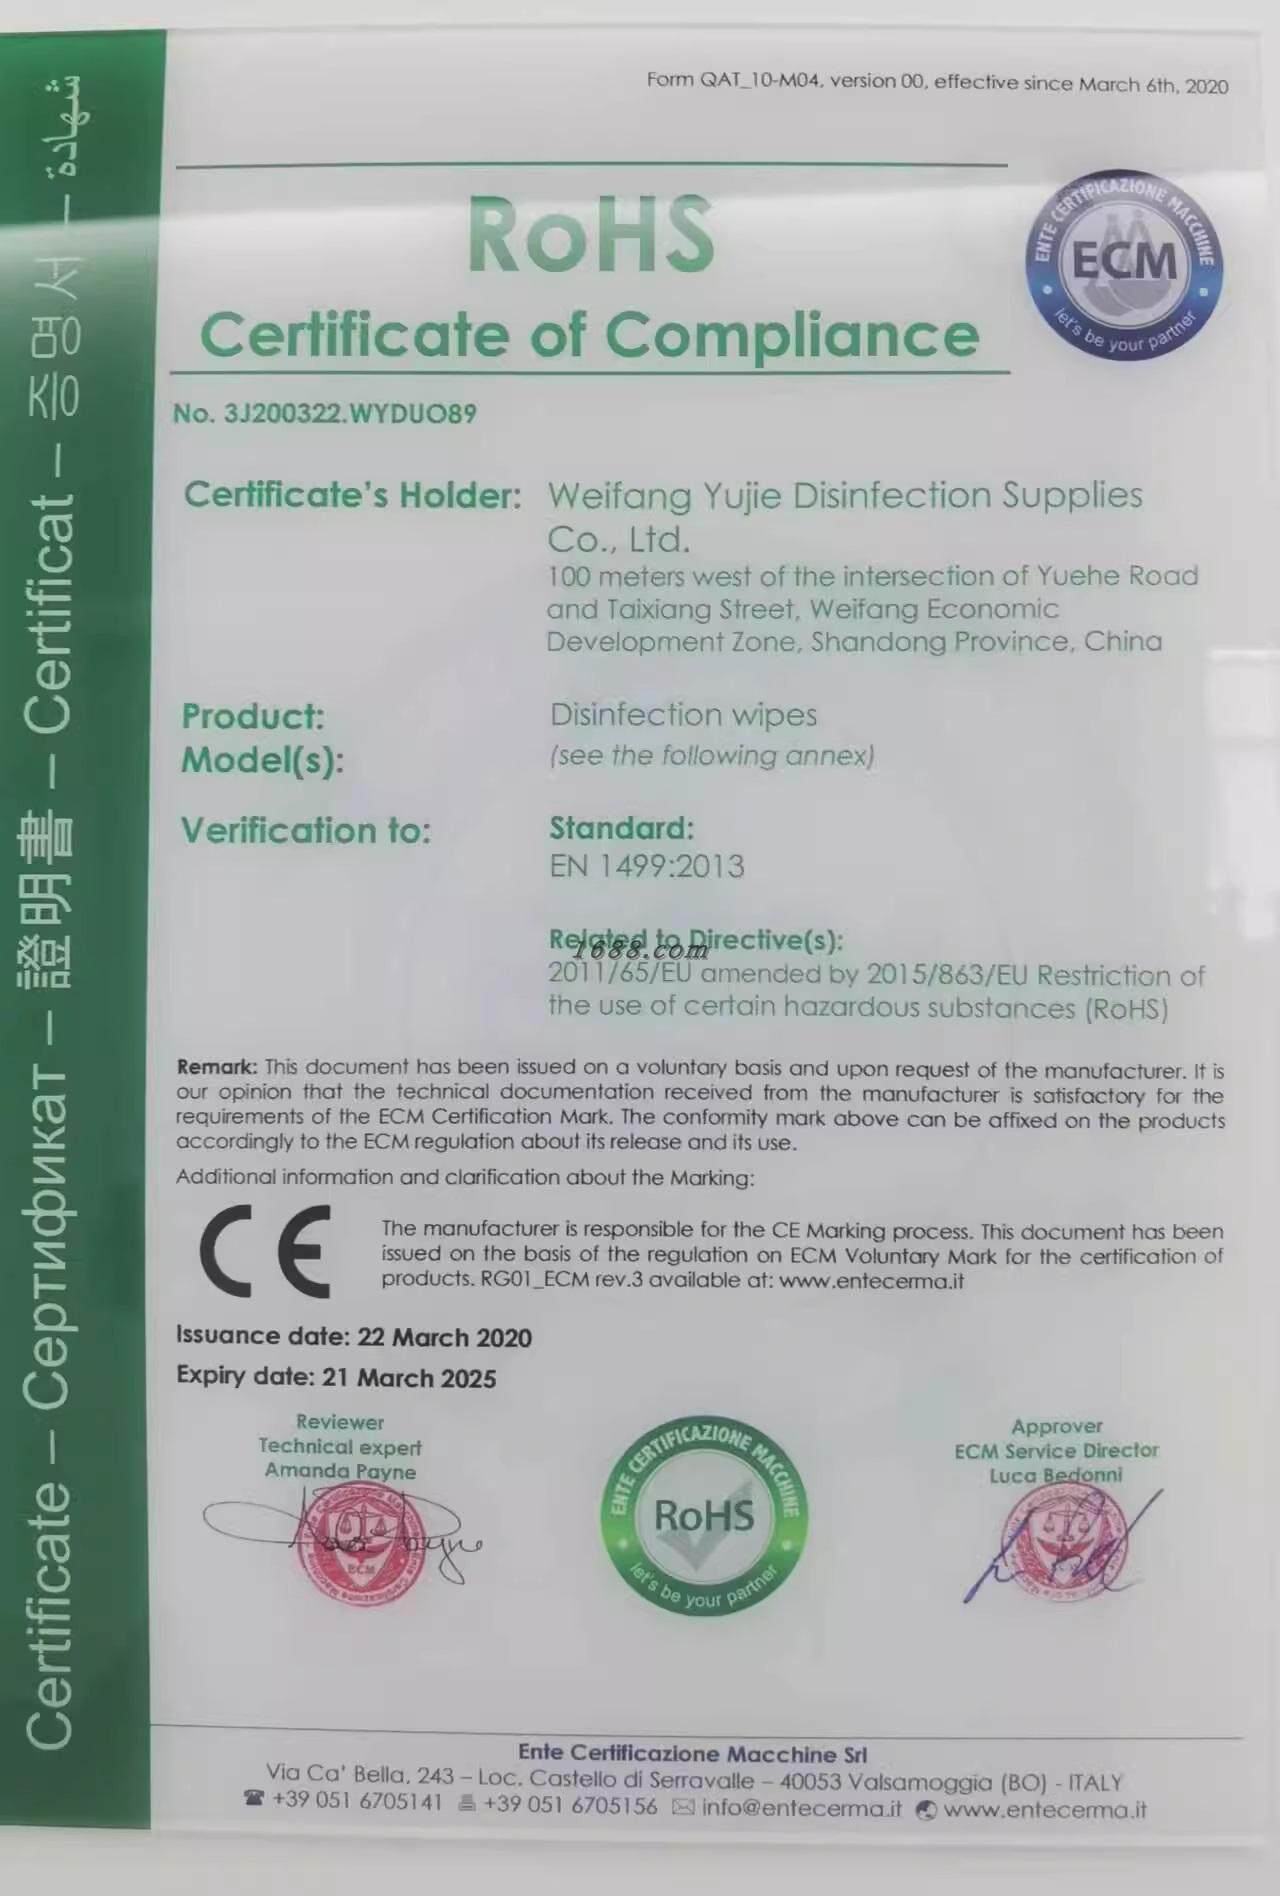 Form QAT_10-M04, version 00, effective since March 6th, 2020
RoHS
Certificate of Compliance
ENTE CERTIFICAZIONE MACCHINE
ECM
let's be your partner
No. 3J200322.WYDUO89
Certificate's Holder: Weifang Yujie Disinfection Supplies
Co., Ltd.
100 meters west of the intersection of Yuehe Road
and Taixiang Street, Weifang Economic
Development Zone, Shandong Province, China
Product: Disinfection wipes
Model(s): (see the following annex)
Verification to: Standard:
EN 1499:2013
Related to Directive(s):
1688.com
2011/65/EU amended by 2015/863/EU Restriction of
the use of certain hazardous substances (RoHS)
Remark: This document has been issued on a voluntary basis and upon request of the manufacturer. It is
our opinion that the technical documentation received from the manufacturer is satisfactory for the
requirements of the ECM Certification Mark. The conformity mark above can be affixed on the products
accordingly to the ECM regulation about its release and its use.
Additional information and clarification about the Marking:
CE
The manufacturer is responsible for the CE Marking process. This document has been
issued on the basis of the regulation on ECM Voluntary Mark for the certification of
products. RG01_ECM rev.3 available at: www.entecerma.it
Issuance date: 22 March 2020
Expiry date: 21 March 2025
Reviewer
Technical expert
Amanda Payne
ECM
ENTE CERTIFICAZIONE MACCHINE
RoHS
let's be your partner
Approver
ECM Service Director
Luca Bedonni
Ente Certificazione Macchine Srl
Via Ca' Bella, 243 – Loc. Castello di Serravalle – 40053 Valsamoggia (BO) - ITALY
+39 051 6705141 +39 051 6705156 info@entecerma.it www.entecerma.it
Certificate – Сертификат – 證明書 – Certificat – 증명서 – شهادة